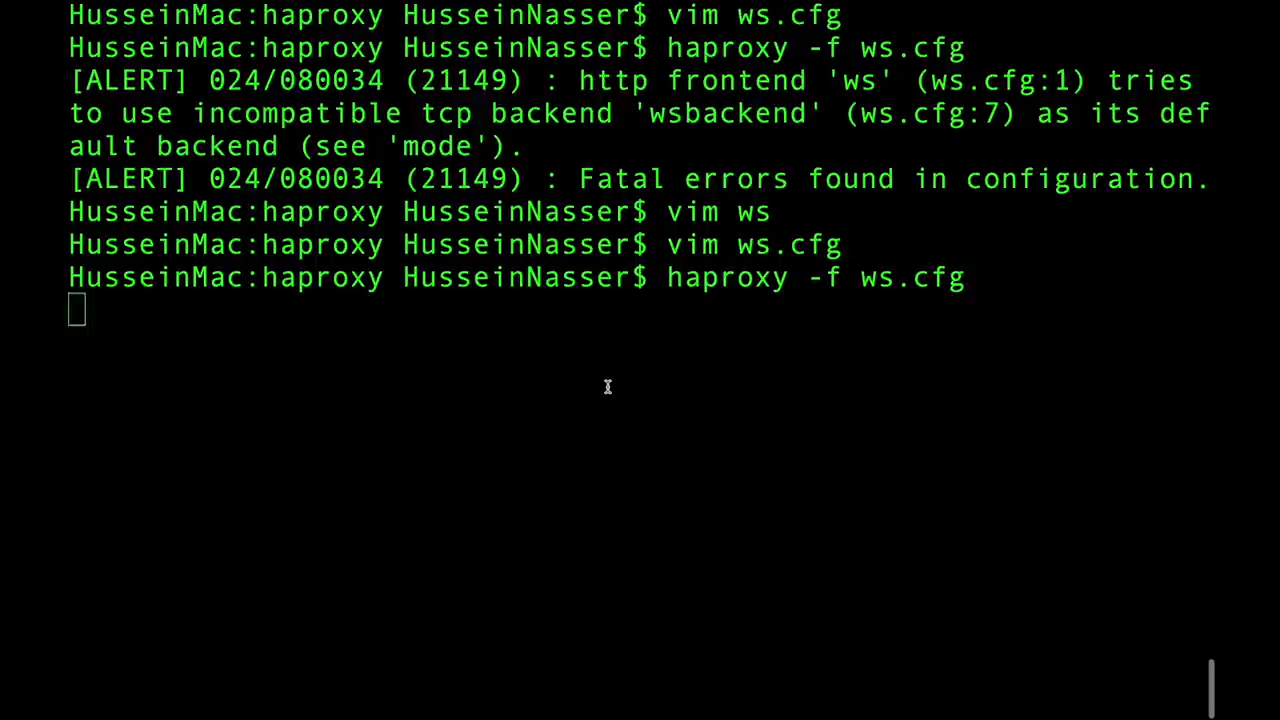 HusseinMac:haproxy HusseinNasser$ vim ws.cfg
HusseinMac:haproxy HusseinNasser$ haproxy -f ws.cfg
[ALERT] 024/080034 (21149) : http frontend 'ws' (ws.cfg:1) tries
to use incompatible tcp backend 'wsbackend' (ws.cfg:7) as its def
ault backend (see 'mode').
[ALERT] 024/080034 (21149) : Fatal errors found in configuration.
HusseinMac:haproxy HusseinNasser$ vim ws
HusseinMac:haproxy HusseinNasser$ vim ws.cfg
HusseinMac:haproxy HusseinNasser$ haproxy -f ws.cfg